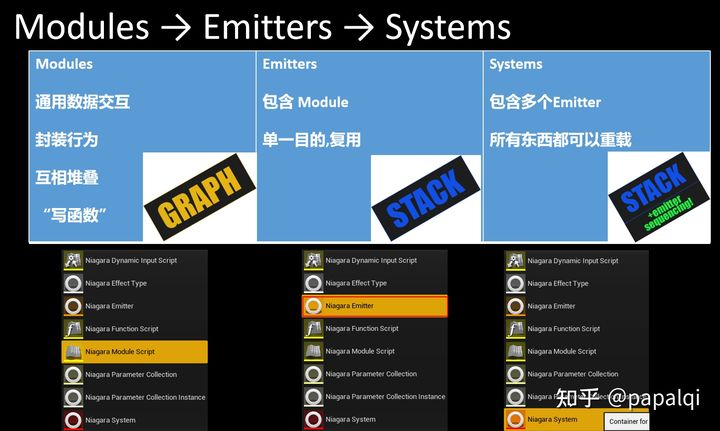 Modules → Emitters → Systems
Modules
通用数据交互
封装行为
互相堆叠
“写函数”
GRAPH
Emitters
包含 Module
单一目的,复用
STACK
Systems
包含多个Emitter
所有东西都可以重载
STACK
+emitter
sequencing!
Niagara Dynamic Input Script
Niagara Effect Type
Niagara Emitter
Niagara Function Script
Niagara Module Script
Niagara Parameter Collection
Niagara Parameter Collection Instance
Niagara System
Niagara Dynamic Input Script
Niagara Effect Type
Niagara Emitter
Niagara Function Script
Niagara Module Script
Niagara Parameter Collection
Niagara Parameter Collection Instance
Niagara System
Niagara Dynamic Input Script
Niagara Effect Type
Niagara Emitter
Niagara Function Script
Niagara Module Script
Niagara Parameter Collection
Niagara Parameter Collection Instance
Niagara System
Container for
知乎 @papalqi